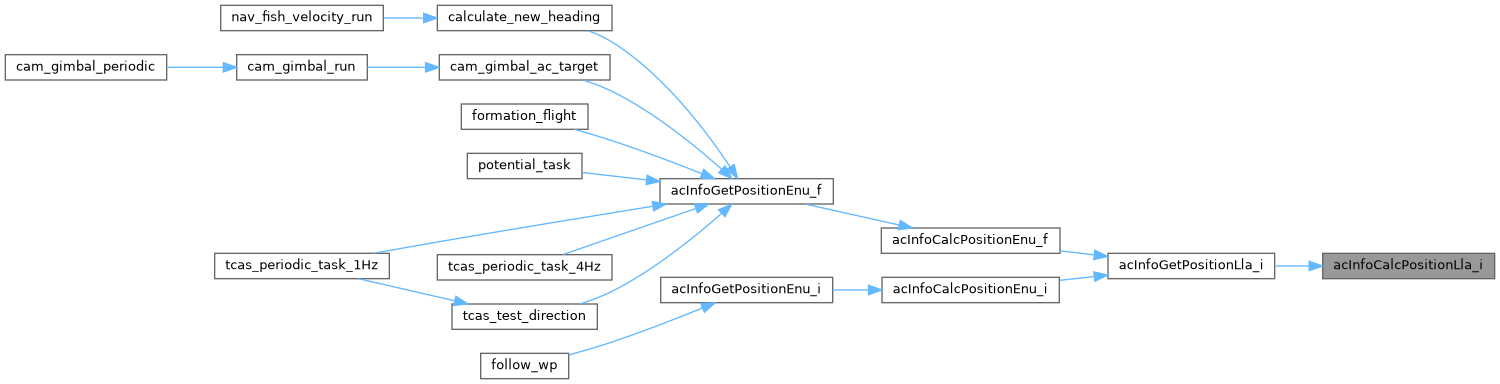 nav_fish_velocity_run
calculate_new_heading
cam_gimbal_periodic
cam_gimbal_run
cam_gimbal_ac_target
formation_flight
potential_task
acInfoGetPositionEnu_f
acInfoCalcPositionEnu_f
tcas_periodic_task_1Hz
tcas_periodic_task_4Hz
acInfoGetPositionLla_i
acInfoCalcPositionLla_i
acInfoGetPositionEnu_i
acInfoCalcPositionEnu_i
tcas_test_direction
follow_wp